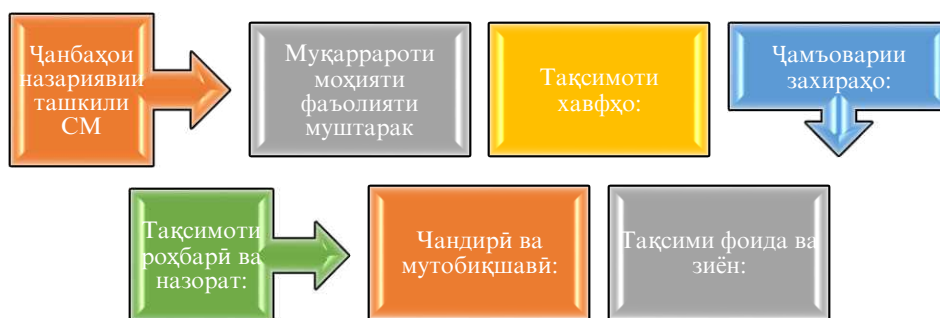 Ҷанбаҳои
назариявии
ташкили
СМ
Муқаррароти
моҳияти
фаъолияти
муштарак
Тақсимоти
хавфҳо:
Ҷамъоварии
захираҳо:
Тақсимоти
роҳбарӣ ва
назорат:
Чандирӣ ва
мутобиқшавӣ:
Тақсими фоида ва
зиён: